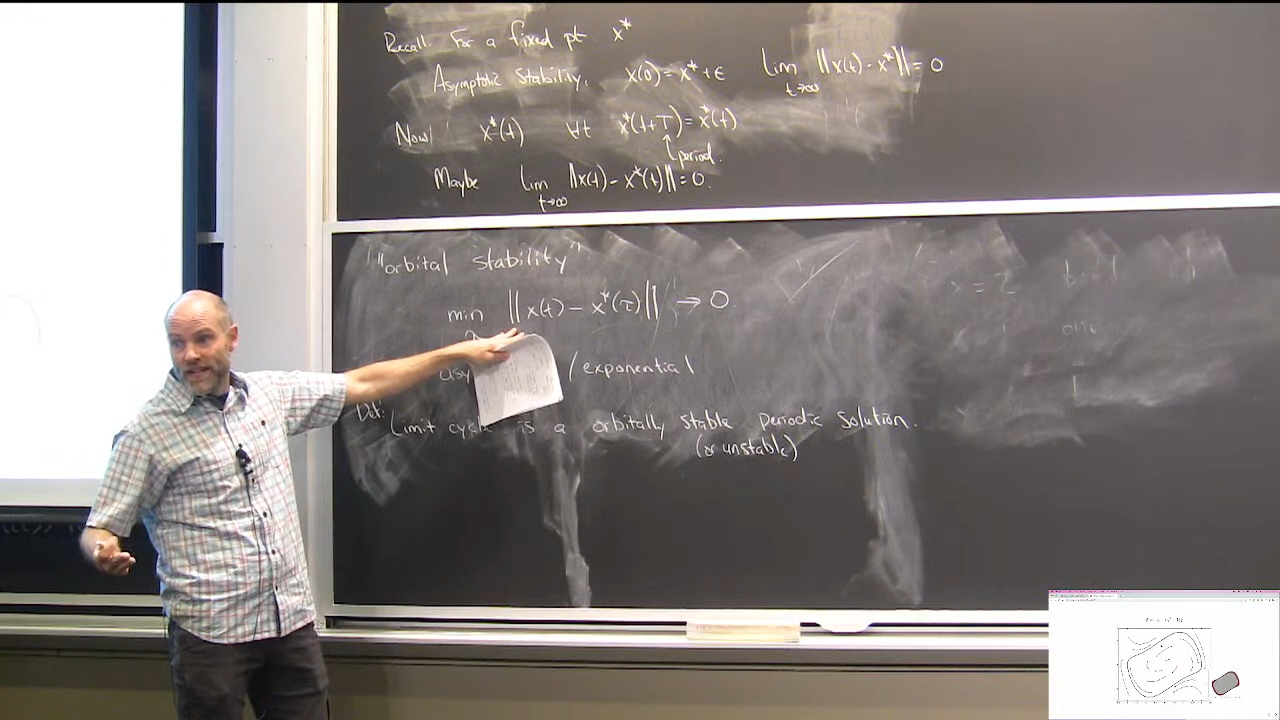 Recall. For a fixed pt. x*
Asymptotic Stability, x(0) = x* + ε lim t→∞ ||x(t) - x*|| = 0
Now! x*(t) ∀t x*(t+T) = x*(t)
period.
Maybe lim t→∞ ||x(t) - x*(t)|| = 0.
"orbital stability"
min || x(t) - x*(τ) || → 0
/ exponential
Def: Limit cycle is a orbitally stable periodic solution.
(or unstable)